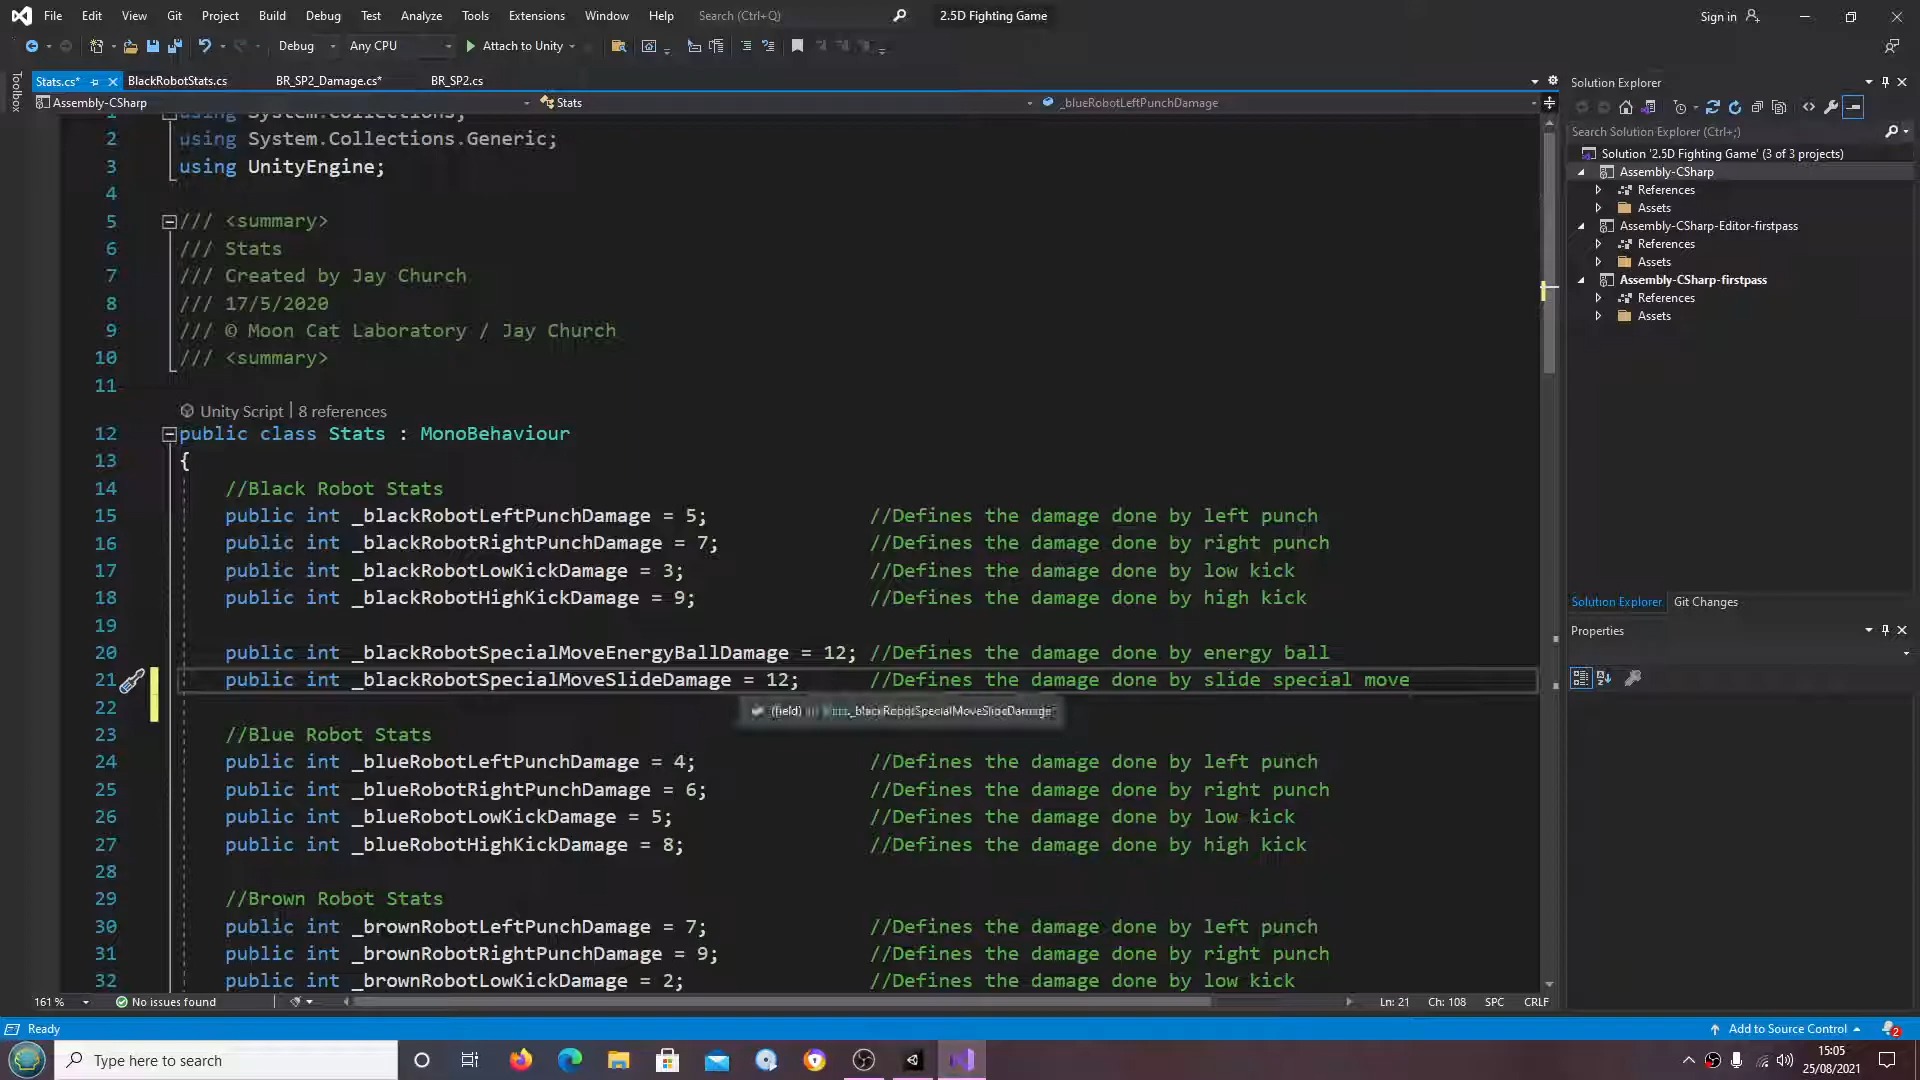 File Edit View Git Project Build Debug Test Analyze Tools Extensions Window Help Search (Ctrl+Q) 2.5D Fighting Game Sign in
Debug Any CPU Attach to Unity
Toolbox
Stats.cs* BlackRobotStats.cs BR_SP2_Damage.cs* BR_SP2.cs
Assembly-CSharp Stats _blueRobotLeftPunchDamage
1 using System.Collections;
2 using System.Collections.Generic;
3 using UnityEngine;
4
5 /// <summary>
6 /// Stats
7 /// Created by Jay Church
8 /// 17/5/2020
9 /// © Moon Cat Laboratory / Jay Church
10 /// <summary>
11
Unity Script | 8 references
12 public class Stats : MonoBehaviour
13 {
14 //Black Robot Stats
15 public int _blackRobotLeftPunchDamage = 5; //Defines the damage done by left punch
16 public int _blackRobotRightPunchDamage = 7; //Defines the damage done by right punch
17 public int _blackRobotLowKickDamage = 3; //Defines the damage done by low kick
18 public int _blackRobotHighKickDamage = 9; //Defines the damage done by high kick
19
20 public int _blackRobotSpecialMoveEnergyBallDamage = 12; //Defines the damage done by energy ball
21 public int _blackRobotSpecialMoveSlideDamage = 12; //Defines the damage done by slide special move
(field) _blackRobotSpecialMoveSlideDamage
22
23 //Blue Robot Stats
24 public int _blueRobotLeftPunchDamage = 4; //Defines the damage done by left punch
25 public int _blueRobotRightPunchDamage = 6; //Defines the damage done by right punch
26 public int _blueRobotLowKickDamage = 5; //Defines the damage done by low kick
27 public int _blueRobotHighKickDamage = 8; //Defines the damage done by high kick
28
29 //Brown Robot Stats
30 public int _brownRobotLeftPunchDamage = 7; //Defines the damage done by left punch
31 public int _brownRobotRightPunchDamage = 9; //Defines the damage done by right punch
32 public int _brownRobotLowKickDamage = 2; //Defines the damage done by low kick
161 % No issues found Ln: 21 Ch: 108 SPC CRLF
Solution Explorer
Search Solution Explorer (Ctrl+;)
Solution '2.5D Fighting Game' (3 of 3 projects)
Assembly-CSharp
References
Assets
Assembly-CSharp-Editor-firstpass
References
Assets
Assembly-CSharp-firstpass
References
Assets
Solution Explorer Git Changes
Properties
Ready Add to Source Control 2
Type here to search
15:05
25/08/2021